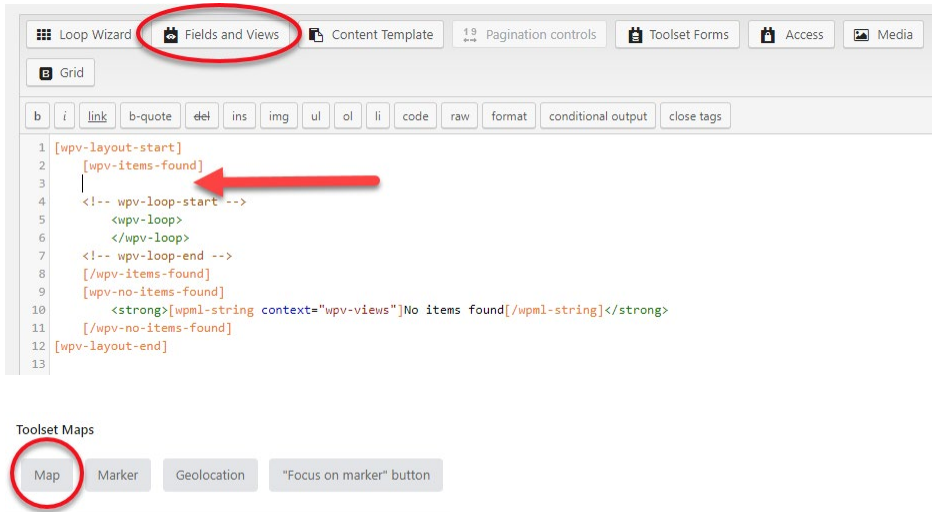 Loop Wizard Fields and Views Content Template 1 9 Pagination controls Toolset Forms Access Media
B Grid
b i link b-quote del ins img ul ol li code raw format conditional output close tags
1 [wpv-layout-start]
2 [wpv-items-found]
3
4 <!-- wpv-loop-start -->
5 <wpv-loop>
6 </wpv-loop>
7 <!-- wpv-loop-end -->
8 [/wpv-items-found]
9 [wpv-no-items-found]
10 <strong>[wpml-string context="wpv-views"]No items found[/wpml-string]</strong>
11 [/wpv-no-items-found]
12 [wpv-layout-end]
13
Toolset Maps
Map Marker Geolocation "Focus on marker" button